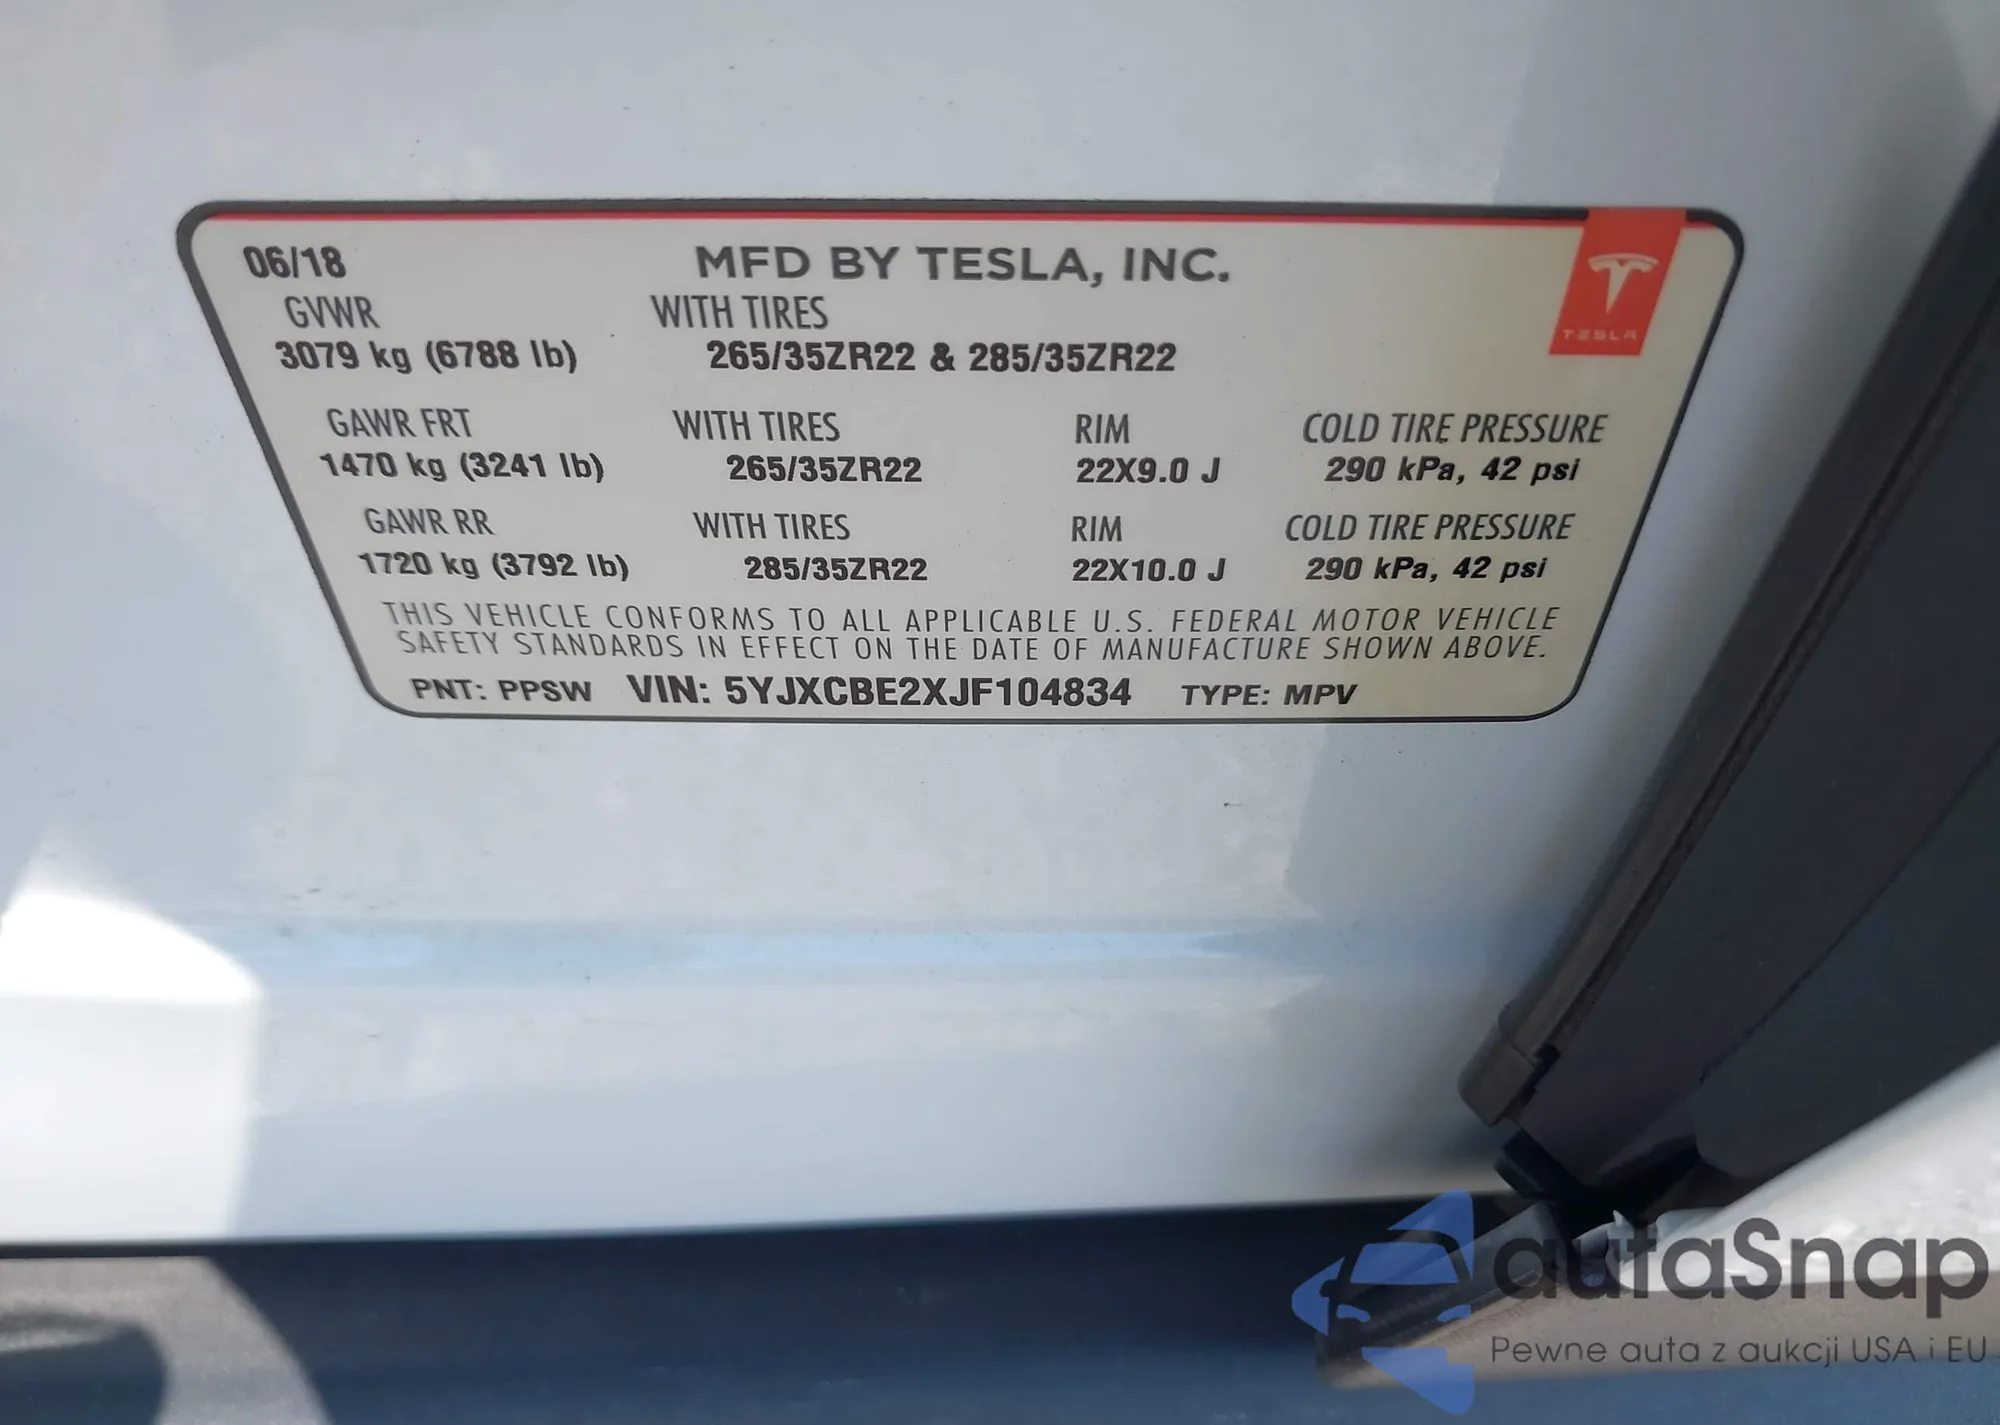 06/18 MFD BY TESLA, INC.
GVWR WITH TIRES
3079 kg (6788 lb) 265/35ZR22 & 285/35ZR22
TESLA
GAWR FRT WITH TIRES RIM COLD TIRE PRESSURE
1470 kg (3241 lb) 265/35ZR22 22X9.0 J 290 kPa, 42 psi
GAWR RR WITH TIRES RIM COLD TIRE PRESSURE
1720 kg (3792 lb) 285/35ZR22 22X10.0 J 290 kPa, 42 psi
THIS VEHICLE CONFORMS TO ALL APPLICABLE U.S. FEDERAL MOTOR VEHICLE
SAFETY STANDARDS IN EFFECT ON THE DATE OF MANUFACTURE SHOWN ABOVE.
PNT: PPSW VIN: 5YJXCBE2XJF104834 TYPE: MPV
autaSnap
Pewne auta z aukcji USA i EU